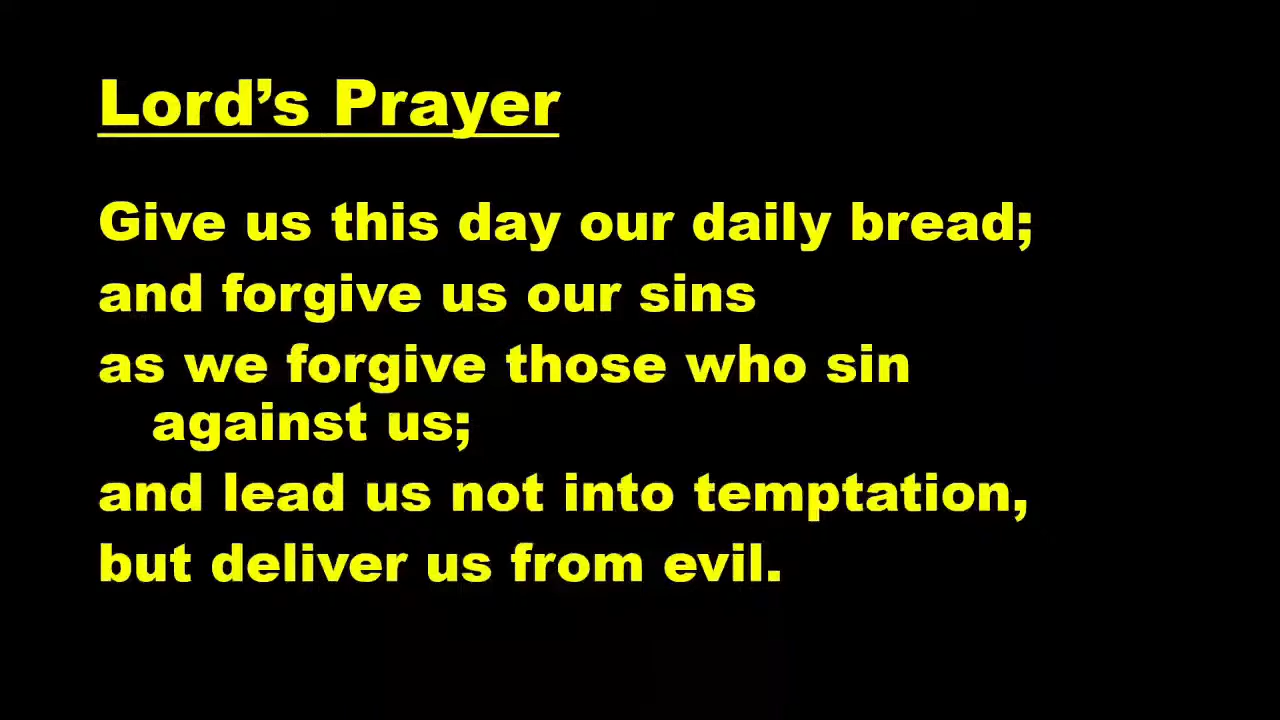 Lord’s Prayer
Give us this day our daily bread;
and forgive us our sins
as we forgive those who sin
against us;
and lead us not into temptation,
but deliver us from evil.